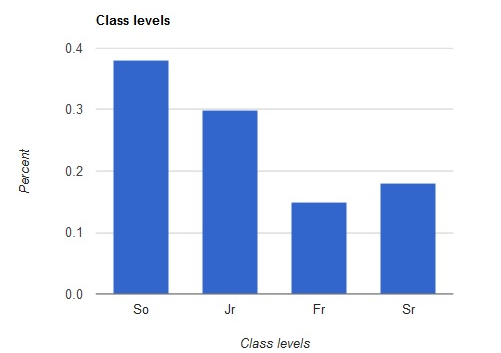 Class levels
0.4
0.3
0.2
0.1
0.0
Percent
So Jr Fr Sr
Class levels